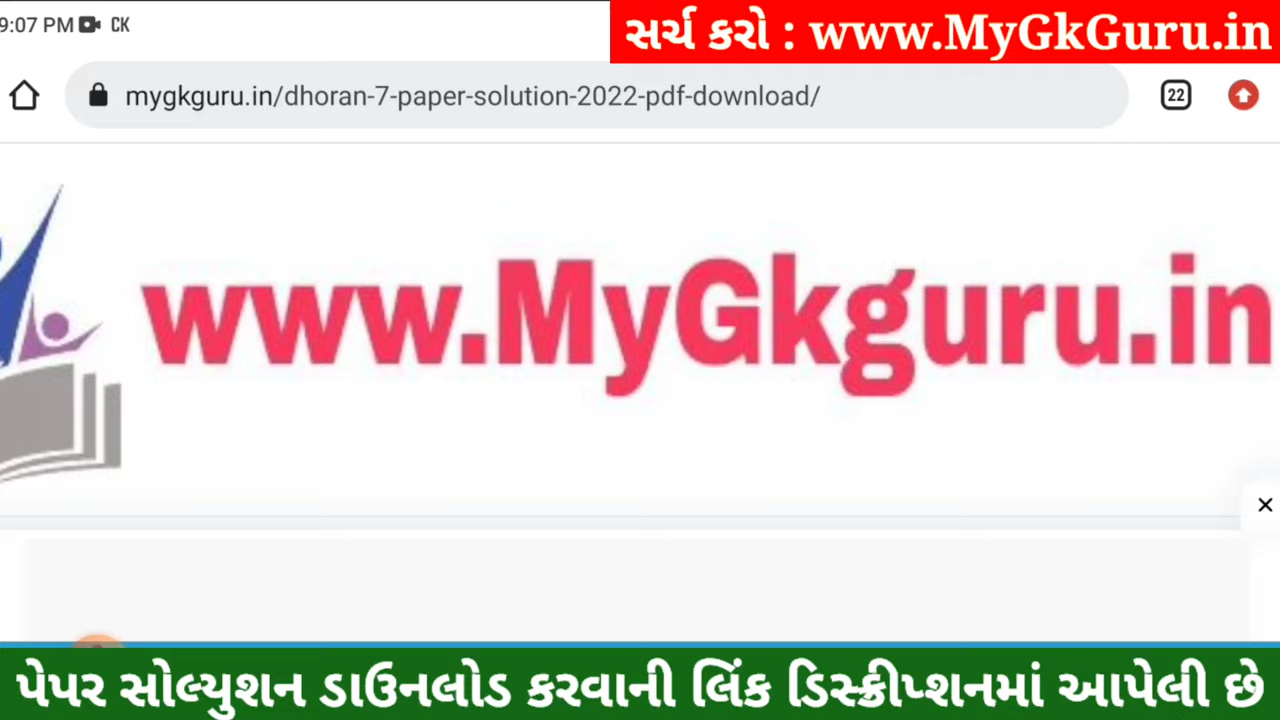 9:07 PM CK
સર્ચ કરો : www.MyGkGuru.in
mygkguru.in/dhoran-7-paper-solution-2022-pdf-download/
22
www.MyGkguru.in
પેપર સોલ્યુશન ડાઉનલોડ કરવાની લિંક ડિસ્ક્રીપ્શનમાં આપેલી છે